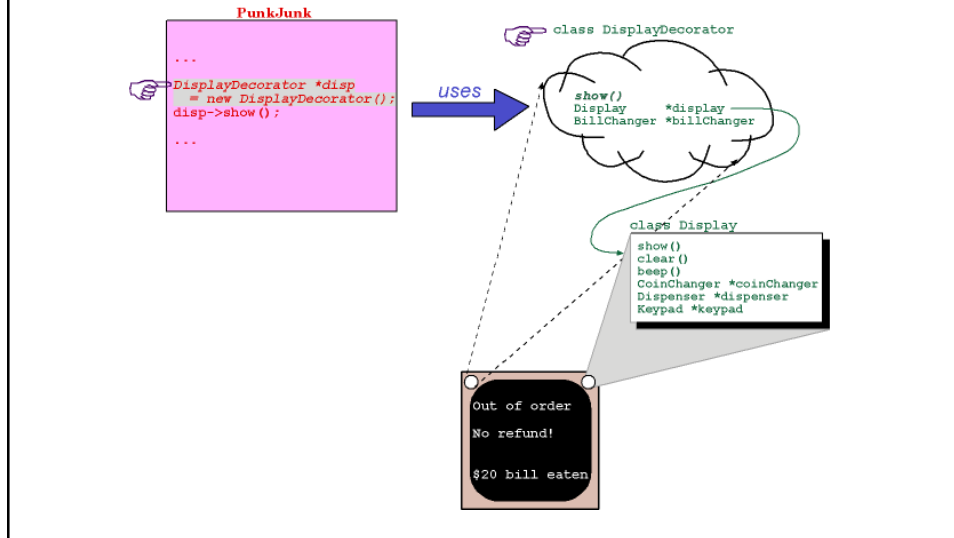 PunkJunk
...
DisplayDecorator *disp
= new DisplayDecorator();
disp->show();
...
uses
class DisplayDecorator
show()
Display *display
BillChanger *billChanger
class Display
show()
clear()
beep()
CoinChanger *coinChanger
Dispenser *dispenser
Keypad *keypad
Out of order
No refund!
$20 bill eaten